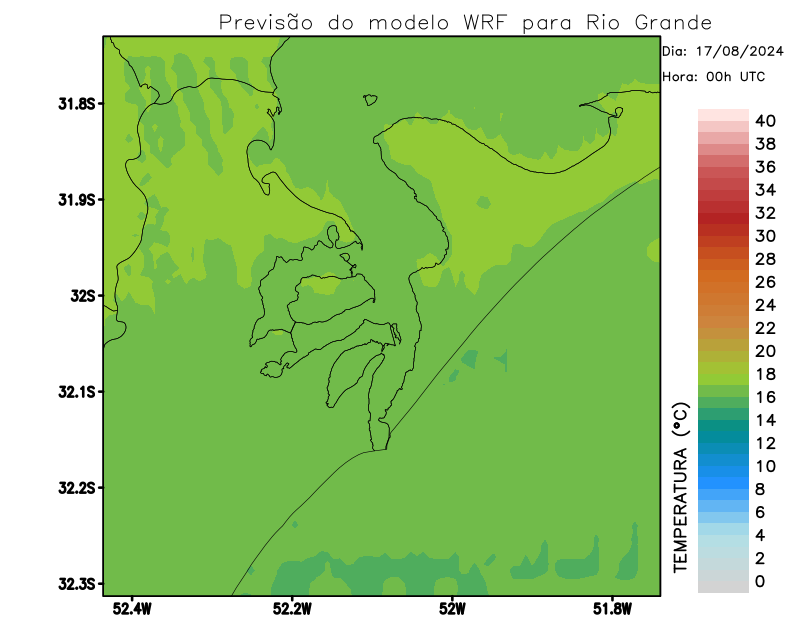 Previsão do modelo WRF para Rio Grande
Dia: 17/08/2024
Hora: 00h UTC
31.8S
31.9S
32S
32.1S
32.2S
32.3S
52.4W
52.2W
52W
51.8W
TEMPERATURA (°C)
40
38
36
34
32
30
28
26
24
22
20
18
16
14
12
10
8
6
4
2
0